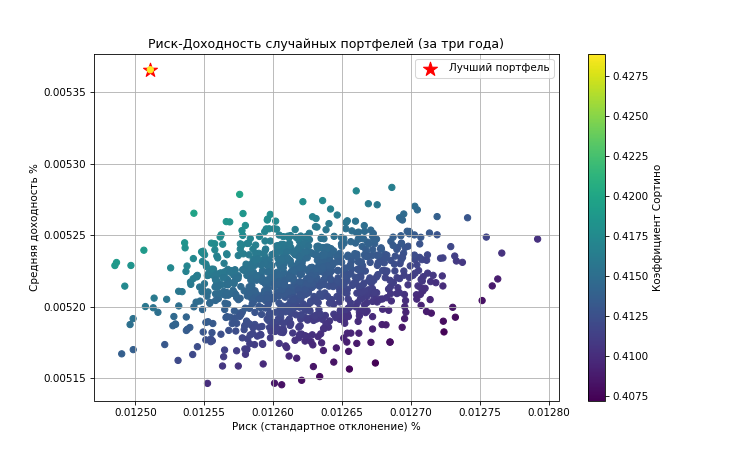 Риск-Доходность случайных портфелей (за три года)
Лучший портфель
Средняя доходность %
0.00535
0.00530
0.00525
0.00520
0.00515
0.01250 0.01255 0.01260 0.01265 0.01270 0.01275 0.01280
Риск (стандартное отклонение) %
0.4275
0.4250
0.4225
0.4200
0.4175
0.4150
0.4125
0.4100
0.4075
Коэффициент Сортино